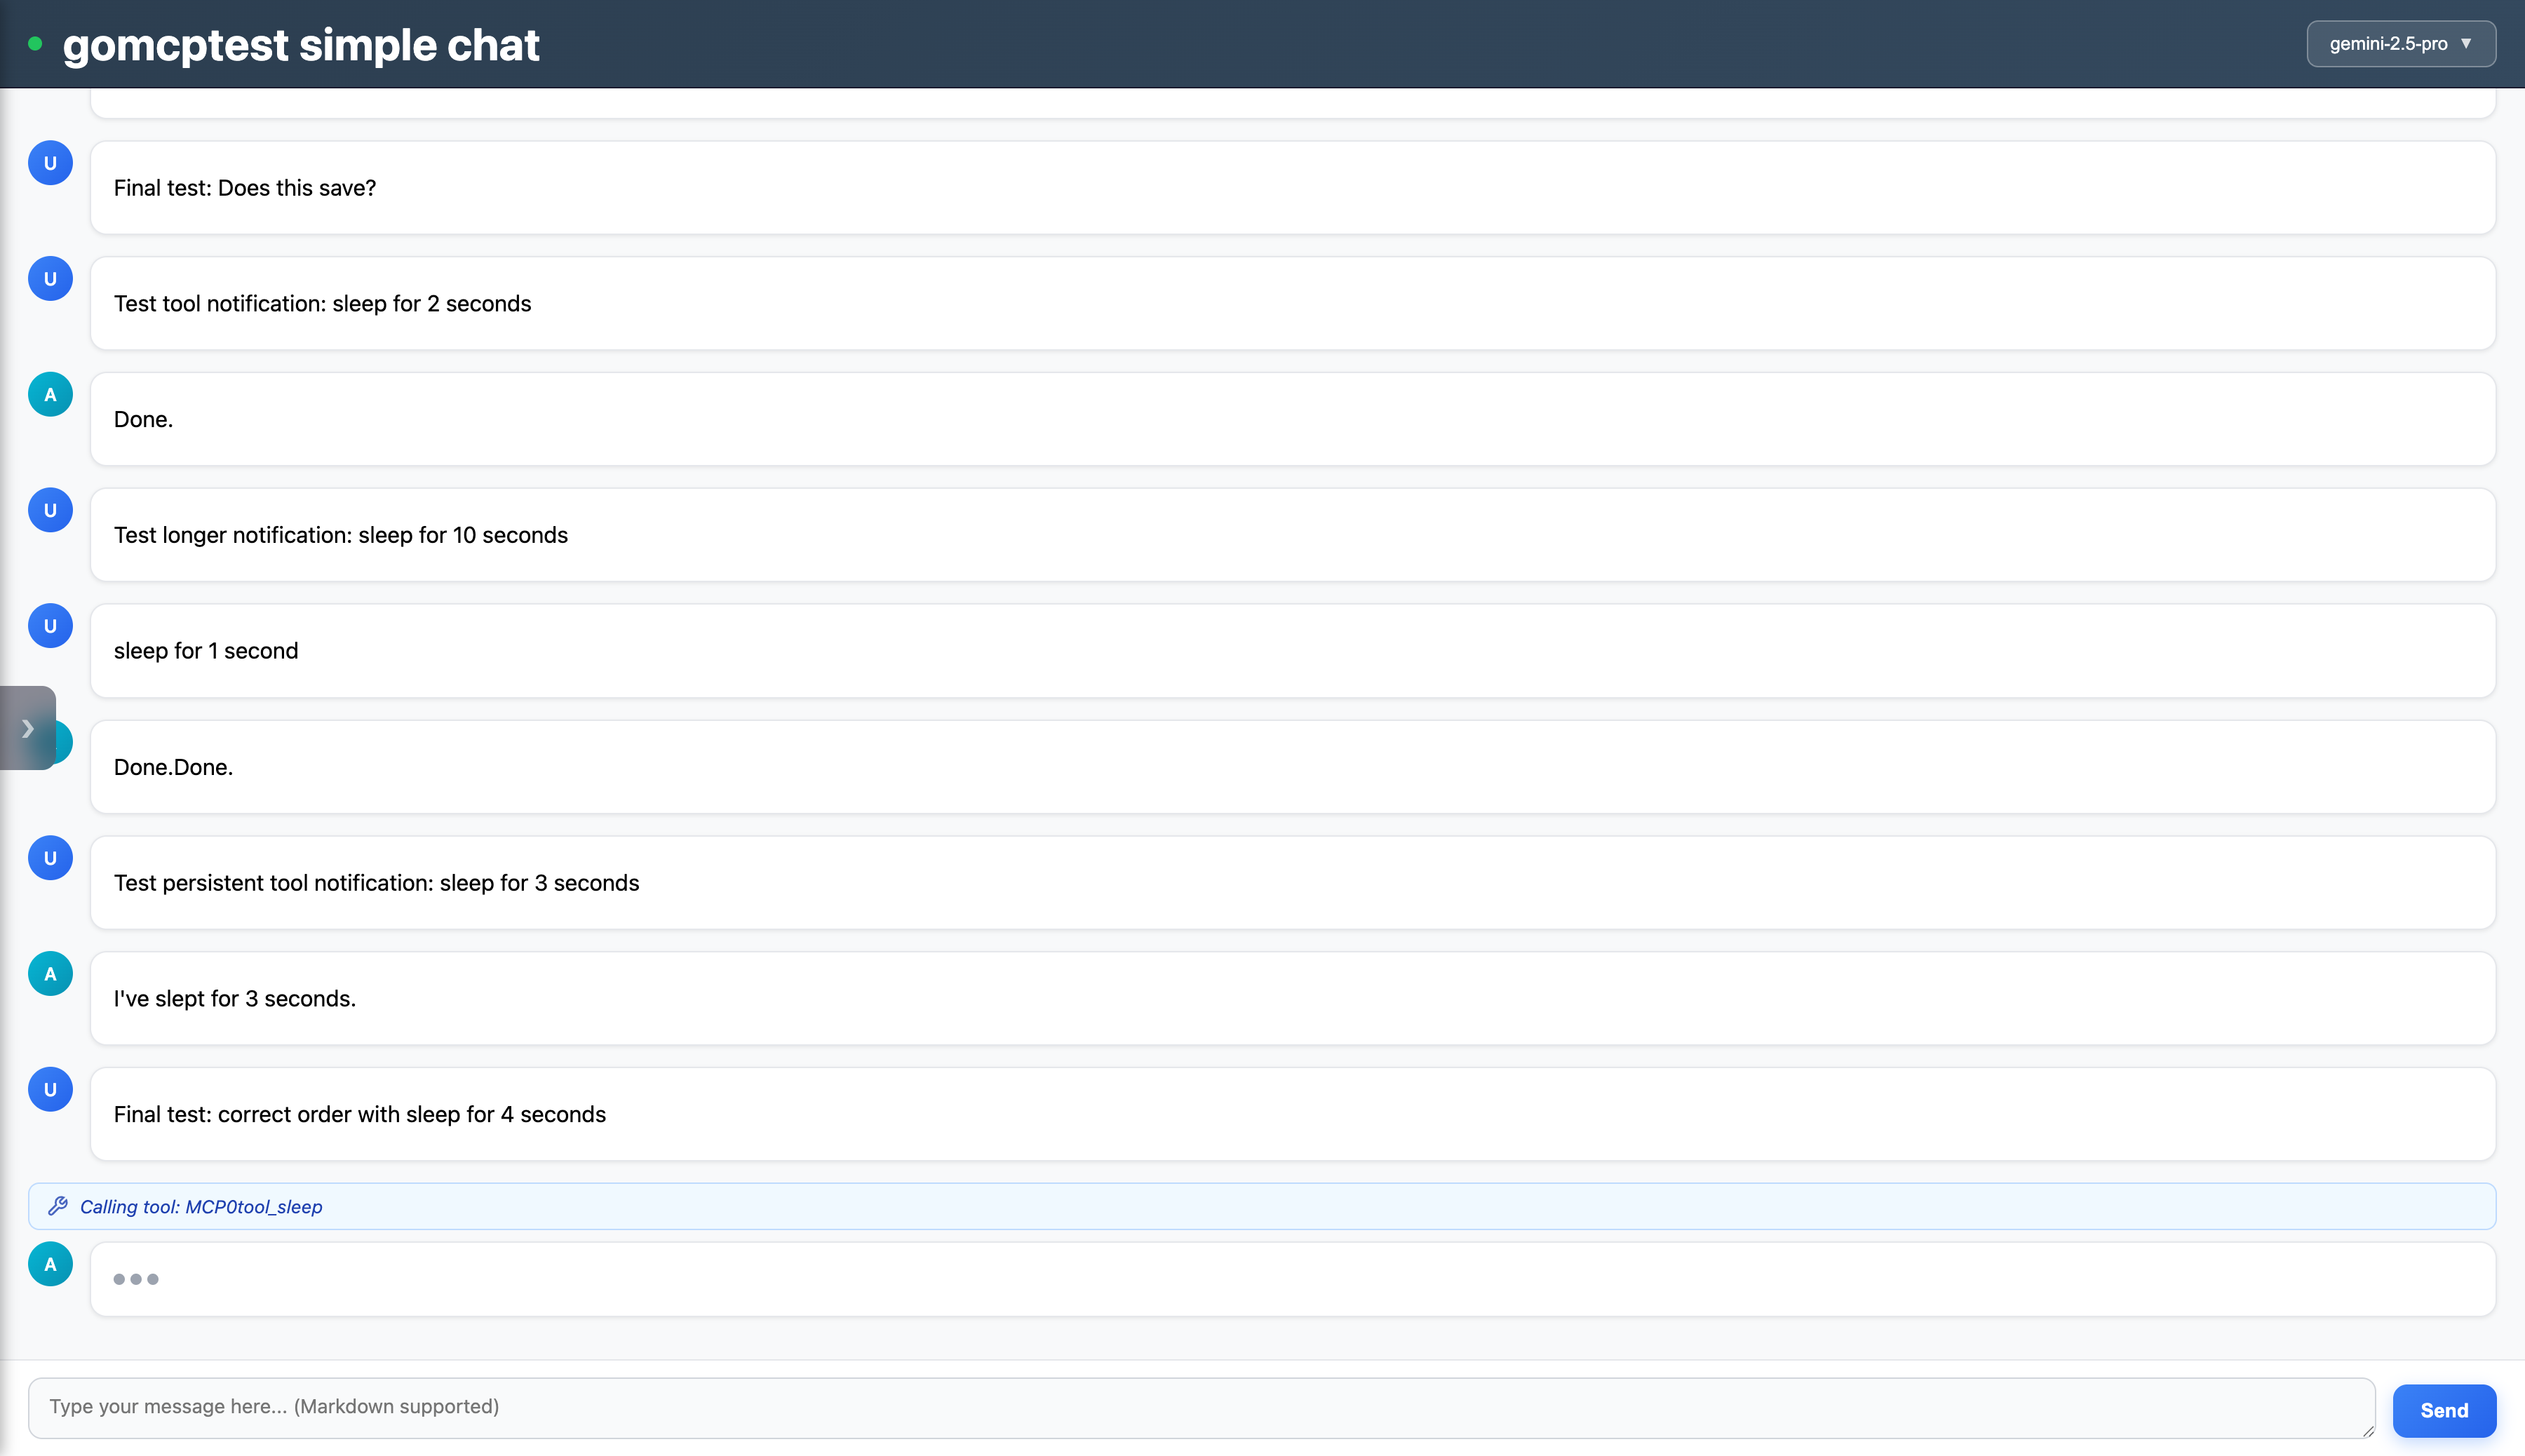 gomcptest simple chat
gemini-2.5-pro ▼
U
Final test: Does this save?
U
Test tool notification: sleep for 2 seconds
A
Done.
U
Test longer notification: sleep for 10 seconds
U
sleep for 1 second
Done.Done.
U
Test persistent tool notification: sleep for 3 seconds
A
I've slept for 3 seconds.
U
Final test: correct order with sleep for 4 seconds
Calling tool: MCP0tool_sleep
A
Type your message here... (Markdown supported)
Send